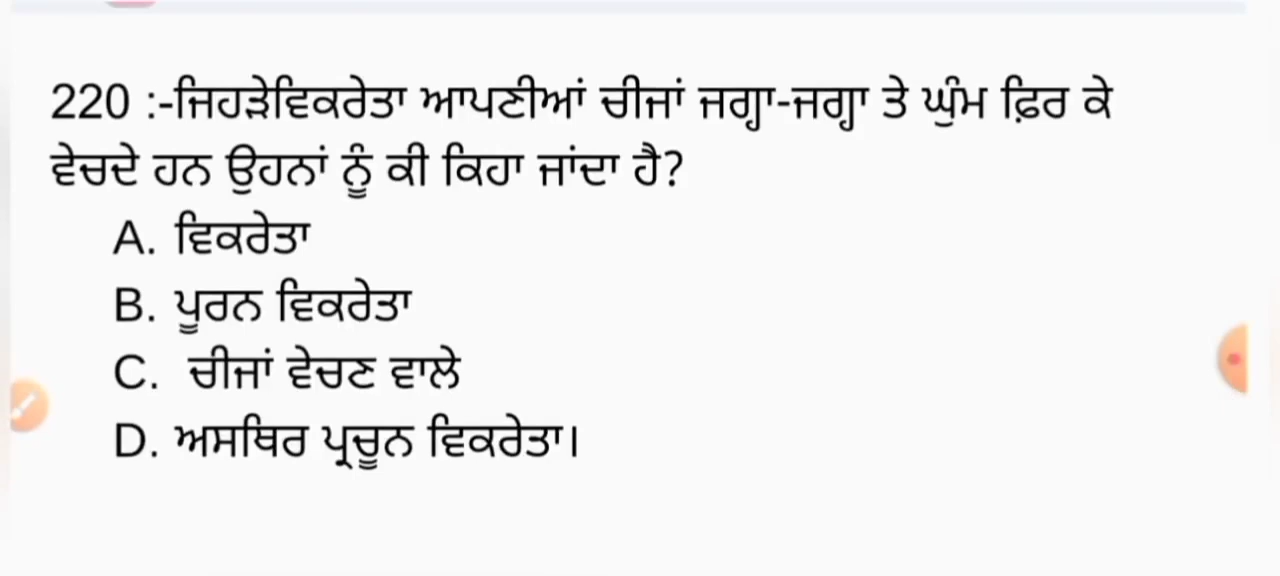 220 :-ਜਿਹੜੇਵਿਕਰੇਤਾ ਆਪਣੀਆਂ ਚੀਜਾਂ ਜਗ੍ਹਾ-ਜਗ੍ਹਾ ਤੇ ਘੁੰਮ ਫ਼ਿਰ ਕੇ
ਵੇਚਦੇ ਹਨ ਉਹਨਾਂ ਨੂੰ ਕੀ ਕਿਹਾ ਜਾਂਦਾ ਹੈ?
A. ਵਿਕਰੇਤਾ
B. ਪੂਰਨ ਵਿਕਰੇਤਾ
C. ਚੀਜਾਂ ਵੇਚਣ ਵਾਲੇ
D. ਅਸਥਿਰ ਪ੍ਰਚੂਨ ਵਿਕਰੇਤਾ।